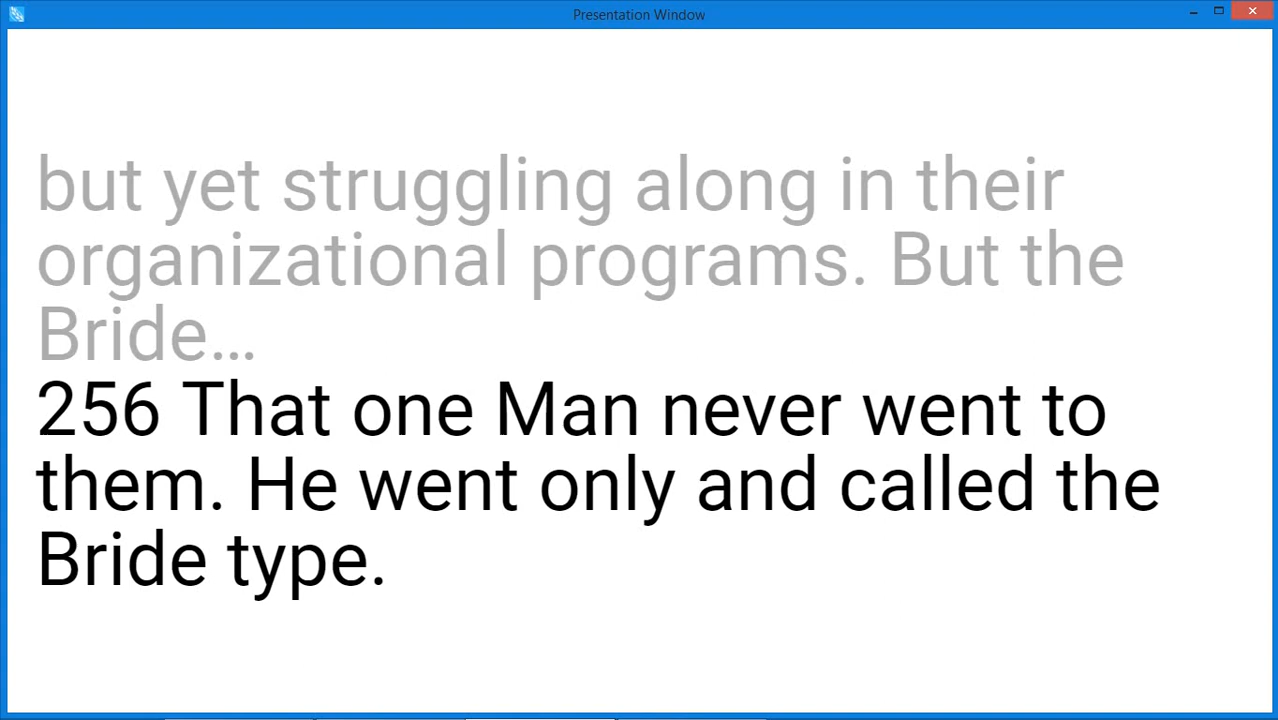 Presentation Window
but yet struggling along in their
organizational programs. But the
Bride…
256 That one Man never went to
them. He went only and called the
Bride type.